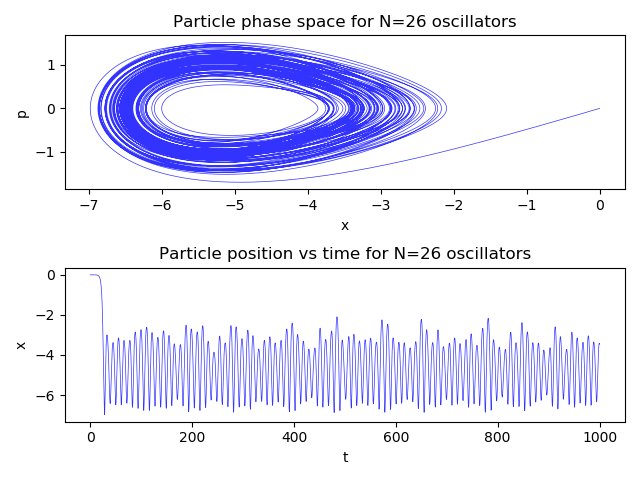 Particle phase space for N=26 oscillators
1
0
−1
p
−7 −6 −5 −4 −3 −2 −1 0
x
Particle position vs time for N=26 oscillators
0
−2
−4
−6
x
0 200 400 600 800 1000
t